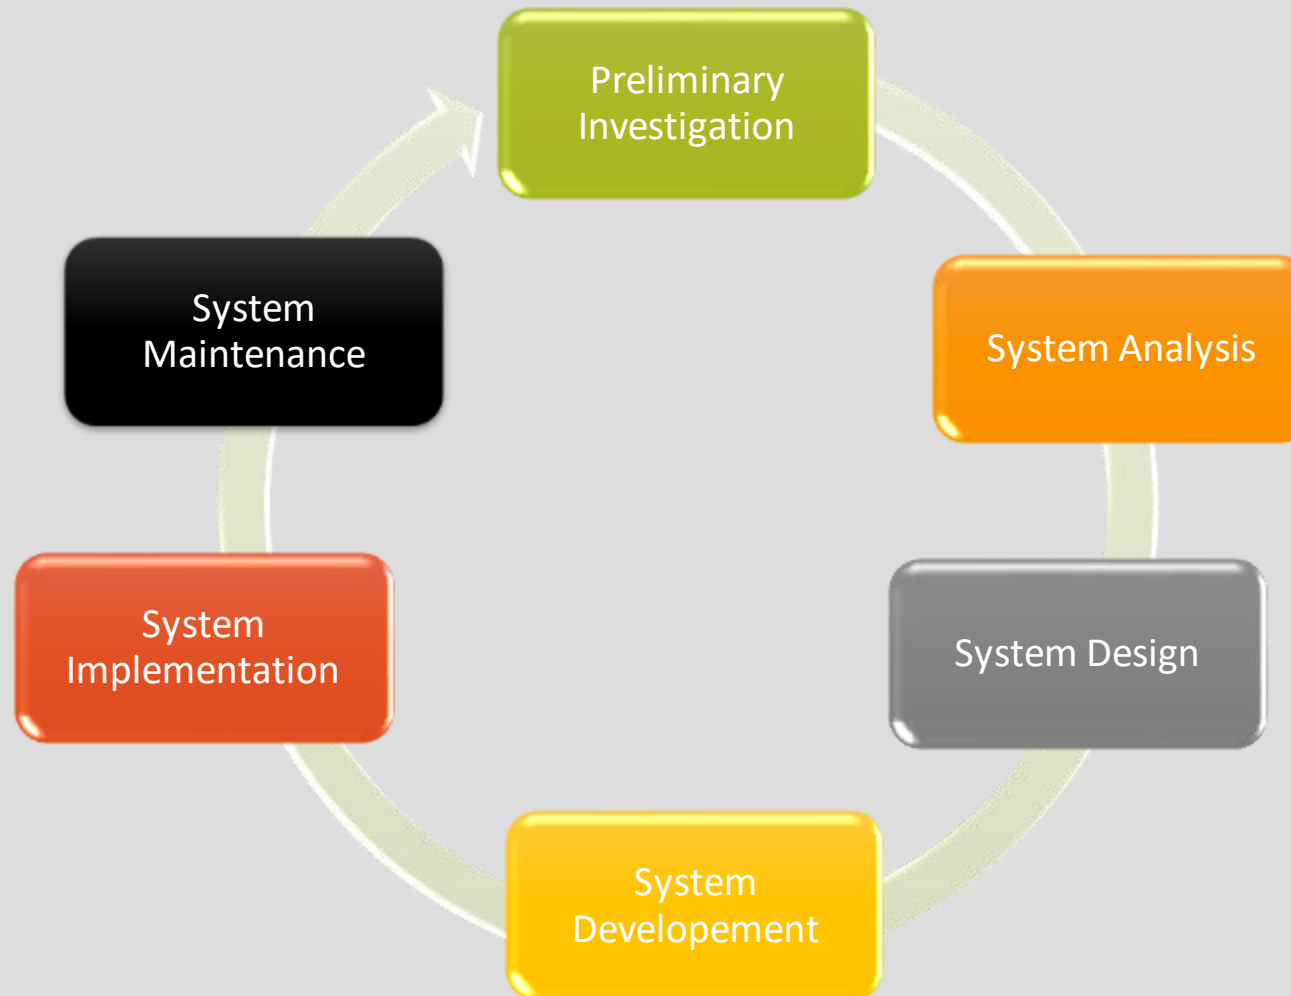 Preliminary
Investigation
System Analysis
System Design
System
Developement
System
Implementation
System
Maintenance